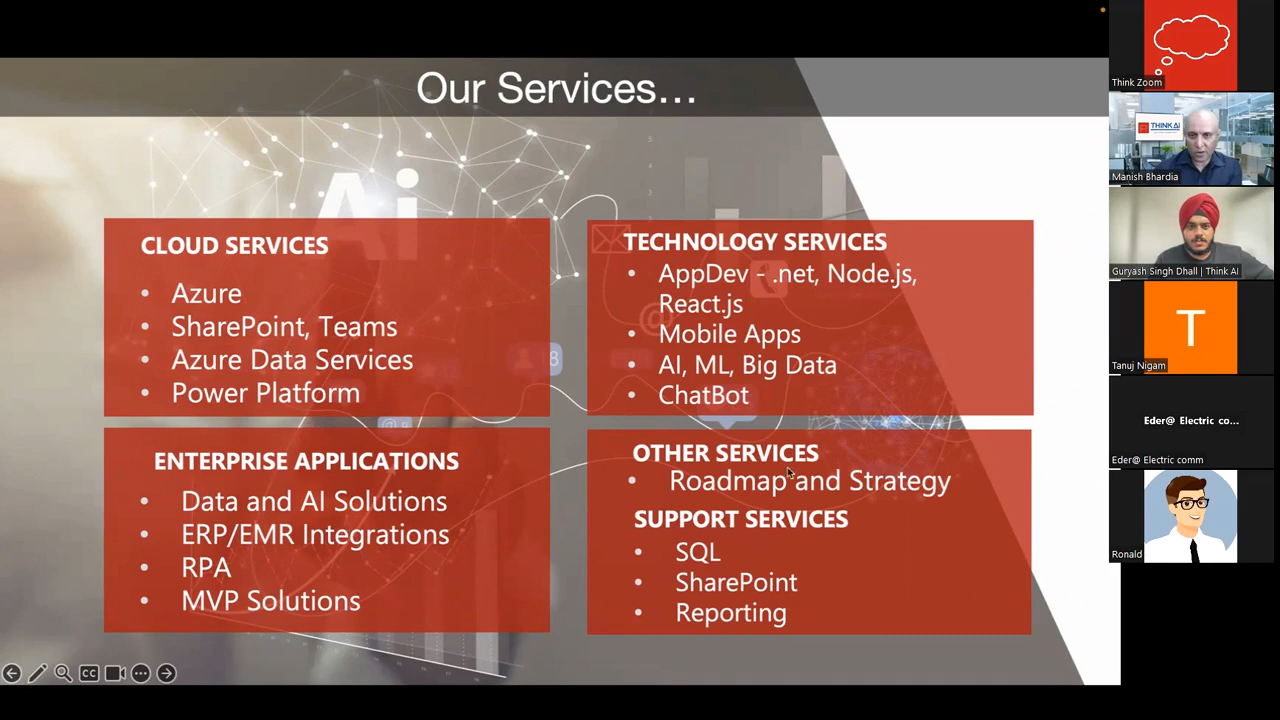 Our Services...
Ai
CLOUD SERVICES
• Azure
• SharePoint, Teams
• Azure Data Services
• Power Platform
TECHNOLOGY SERVICES
• AppDev - .net, Node.js,
React.js
• Mobile Apps
• AI, ML, Big Data
• ChatBot
ENTERPRISE APPLICATIONS
• Data and AI Solutions
• ERP/EMR Integrations
• RPA
• MVP Solutions
OTHER SERVICES
• Roadmap and Strategy
SUPPORT SERVICES
• SQL
• SharePoint
• Reporting
CC
Think Zoom
THINK AI
Manish Bhardia
Guryash Singh Dhall | Think AI
T
Tanuj Nigam
Eder@ Electric co...
Eder@ Electric comm
Ronald